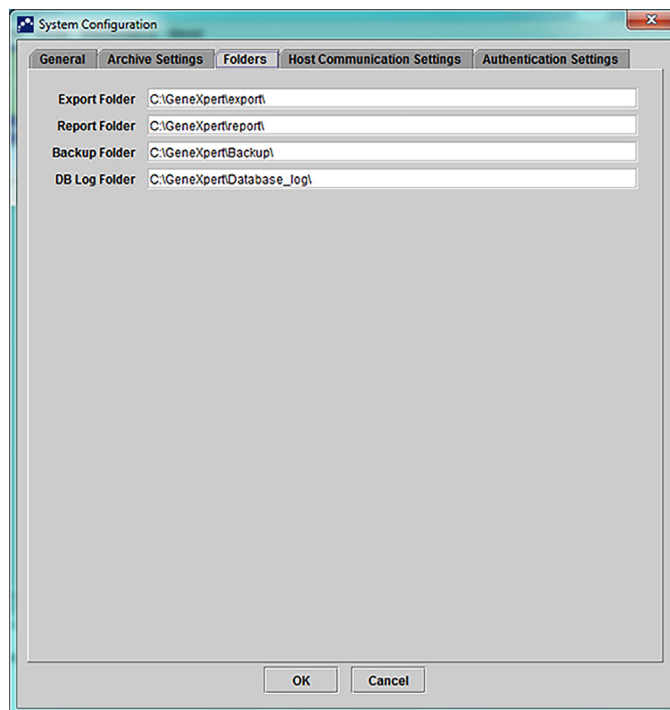 System Configuration
General Archive Settings Folders Host Communication Settings Authentication Settings
Export Folder C:\GeneXpert\export\
Report Folder C:\GeneXpert\report\
Backup Folder C:\GeneXpert\Backup\
DB Log Folder C:\GeneXpert\Database_log\
OK Cancel